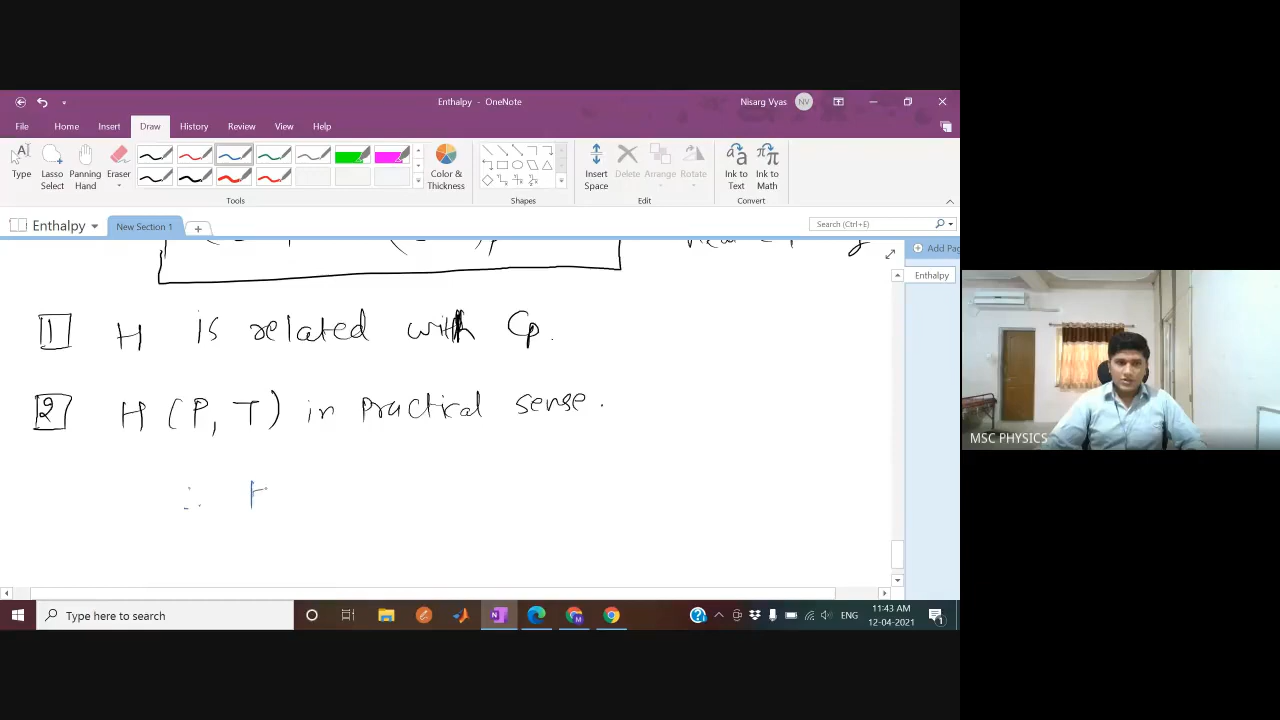 Enthalpy - OneNote
Nisarg Vyas NV
File Home Insert Draw History Review View Help
Type
Lasso Select
Panning Hand
Eraser
Color & Thickness
Insert Space
Delete
Arrange
Rotate
Ink to Text
Ink to Math
Tools
Shapes
Edit
Convert
Enthalpy
New Section 1
Search (Ctrl+E)
Add Pag
Enthalpy
1 H is related with Cp.
2 H (P, T) in practical sense.
∴
MSC PHYSICS
Type here to search
ENG
11:43 AM
12-04-2021
1